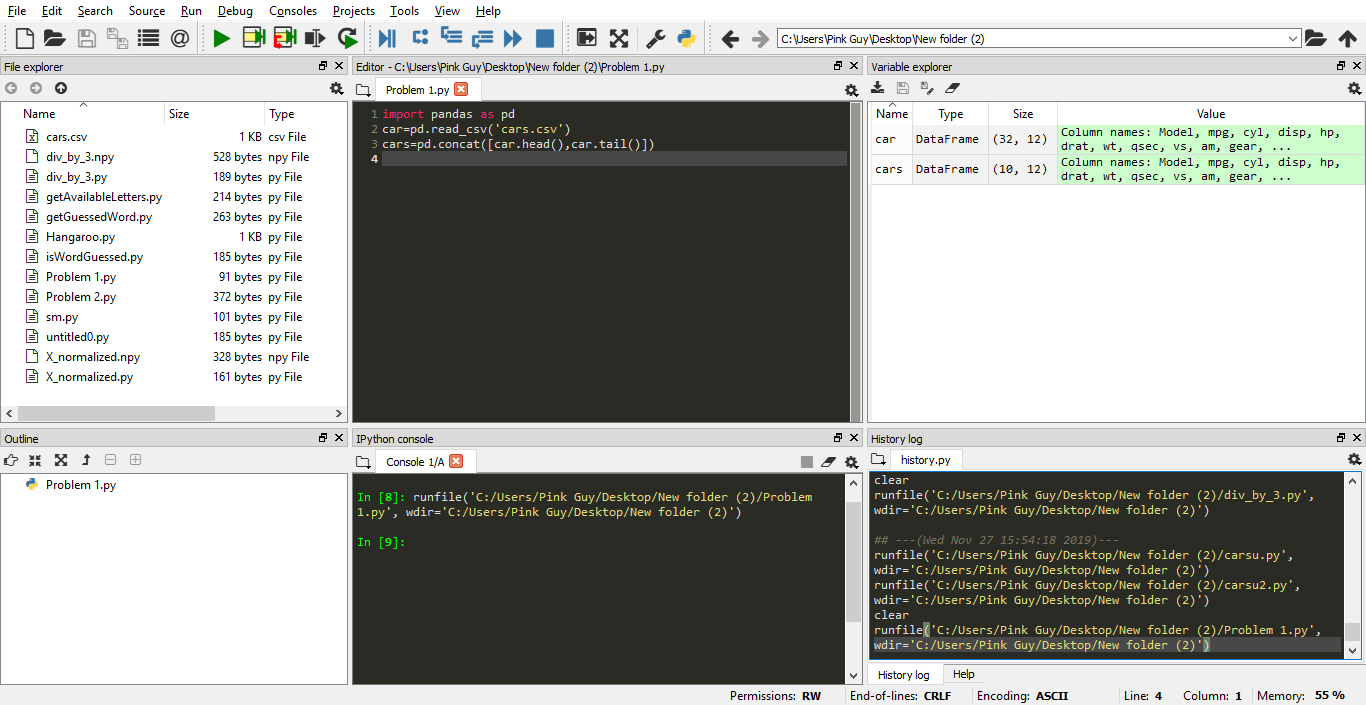 File Edit Search Source Run Debug Consoles Projects Tools View Help
C:\Users\Pink Guy\Desktop\New folder (2)
File explorer
Name Size Type
cars.csv 1 KB csv File
div_by_3.npy 528 bytes npy File
div_by_3.py 189 bytes py File
getAvailableLetters.py 214 bytes py File
getGuessedWord.py 263 bytes py File
Hangaroo.py 1 KB py File
isWordGuessed.py 185 bytes py File
Problem 1.py 91 bytes py File
Problem 2.py 372 bytes py File
sm.py 101 bytes py File
untitled0.py 185 bytes py File
X_normalized.npy 328 bytes npy File
X_normalized.py 161 bytes py File
Editor - C:\Users\Pink Guy\Desktop\New folder (2)\Problem 1.py
Problem 1.py
1 import pandas as pd
2 car=pd.read_csv('cars.csv')
3 cars=pd.concat([car.head(),car.tail()])
4
Variable explorer
Name Type Size Value
car DataFrame (32, 12) Column names: Model, mpg, cyl, disp, hp,
drat, wt, qsec, vs, am, gear, ...
cars DataFrame (10, 12) Column names: Model, mpg, cyl, disp, hp,
drat, wt, qsec, vs, am, gear, ...
Outline
Problem 1.py
IPython console
Console 1/A
In [8]: runfile('C:/Users/Pink Guy/Desktop/New folder (2)/Problem
1.py', wdir='C:/Users/Pink Guy/Desktop/New folder (2)')
In [9]:
History log
history.py
clear
runfile('C:/Users/Pink Guy/Desktop/New folder (2)/div_by_3.py',
wdir='C:/Users/Pink Guy/Desktop/New folder (2)')
## ---(Wed Nov 27 15:54:18 2019)---
runfile('C:/Users/Pink Guy/Desktop/New folder (2)/carsu.py',
wdir='C:/Users/Pink Guy/Desktop/New folder (2)')
runfile('C:/Users/Pink Guy/Desktop/New folder (2)/carsu2.py',
wdir='C:/Users/Pink Guy/Desktop/New folder (2)')
clear
runfile('C:/Users/Pink Guy/Desktop/New folder (2)/Problem 1.py',
wdir='C:/Users/Pink Guy/Desktop/New folder (2)')
History log Help
Permissions: RW End-of-lines: CRLF Encoding: ASCII Line: 4 Column: 1 Memory: 55 %